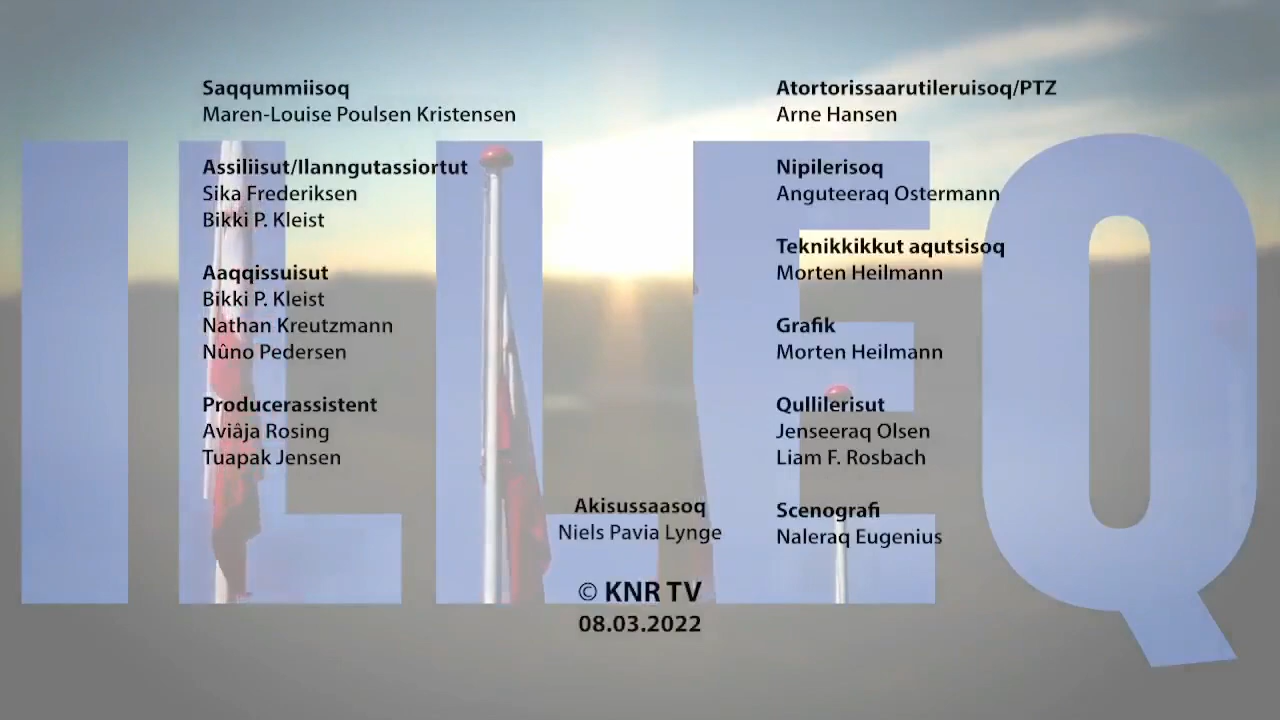 Saqqummiisoq
Maren-Louise Poulsen Kristensen
Assiliisut/Ilanngutassiortut
Sika Frederiksen
Bikki P. Kleist
Aaqqissuisut
Bikki P. Kleist
Nathan Kreutzmann
Nûno Pedersen
Producerassistent
Aviâja Rosing
Tuapak Jensen
Atortorissaarutileruisoq/PTZ
Arne Hansen
Nipilerisoq
Anguteeraq Ostermann
Teknikkikkut aqutsisoq
Morten Heilmann
Grafik
Morten Heilmann
Qullilerisut
Jenseeraq Olsen
Liam F. Rosbach
Scenografi
Naleraq Eugenius
Akisussaasoq
Niels Pavia Lynge
© KNR TV
08.03.2022
ILLEQ